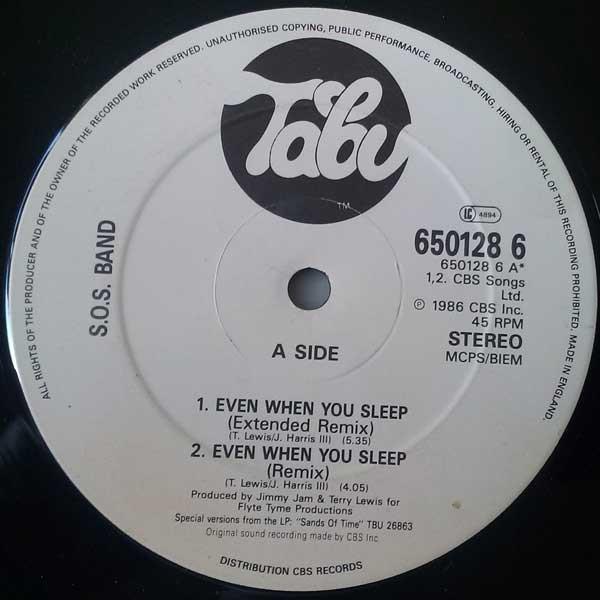 ALL RIGHTS OF THE PRODUCER AND OF THE OWNER OF THE RECORDED WORK RESERVED. UNAUTHORISED COPYING, PUBLIC PERFORMANCE, BROADCASTING, HIRING OR RENTAL OF THIS RECORDING PROHIBITED. MADE IN ENGLAND.
Tabu
TM
LC 4894
S.O.S. BAND
650128 6
650128 6 A*
1,2. CBS Songs
Ltd.
℗ 1986 CBS Inc.
45 RPM
STEREO
MCPS/BIEM
A SIDE
1. EVEN WHEN YOU SLEEP
(Extended Remix)
(T. Lewis/J. Harris III) (5.35)
2. EVEN WHEN YOU SLEEP
(Remix)
(T. Lewis/J. Harris III) (4.05)
Produced by Jimmy Jam & Terry Lewis for
Flyte Tyme Productions
Special versions from the LP: "Sands Of Time" TBU 26863
Original sound recording made by CBS Inc
DISTRIBUTION CBS RECORDS